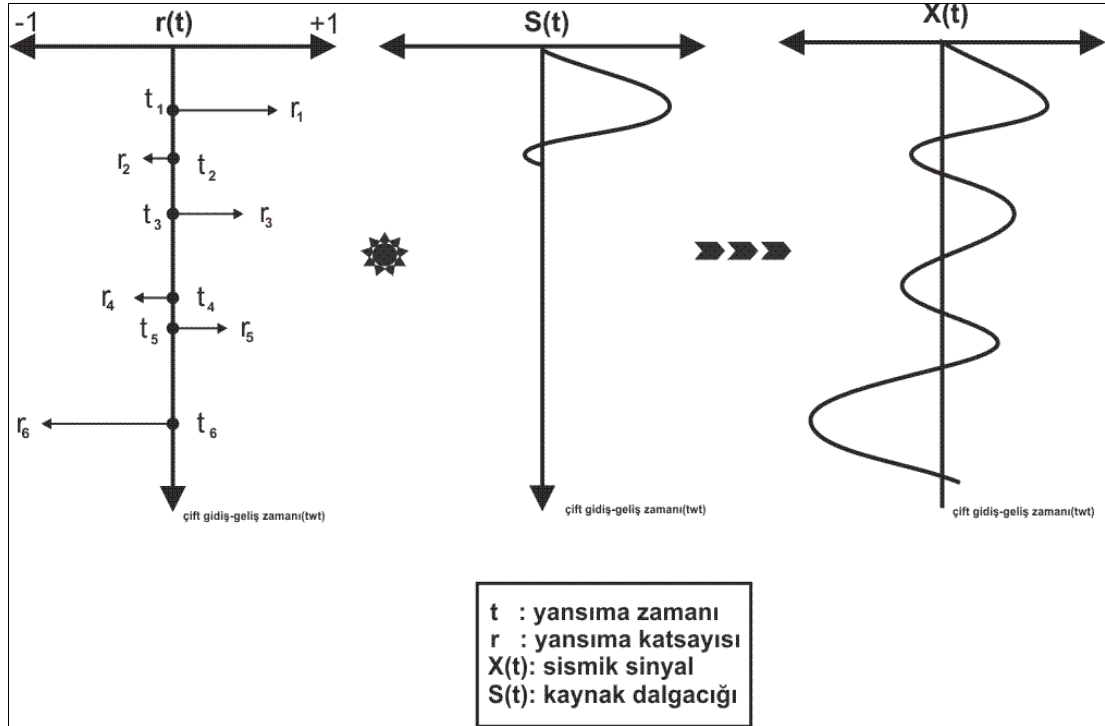 -1 r(t) +1
t1 r1
r2 t2
t3 r3
r4 t4
t5 r5
r6 t6
çift gidiş-geliş zamanı(twt)
S(t)
çift gidiş-geliş zamanı(twt)
X(t)
çift gidiş-geliş zamanı(twt)
t : yansıma zamanı
r : yansıma katsayısı
X(t): sismik sinyal
S(t): kaynak dalgacığı